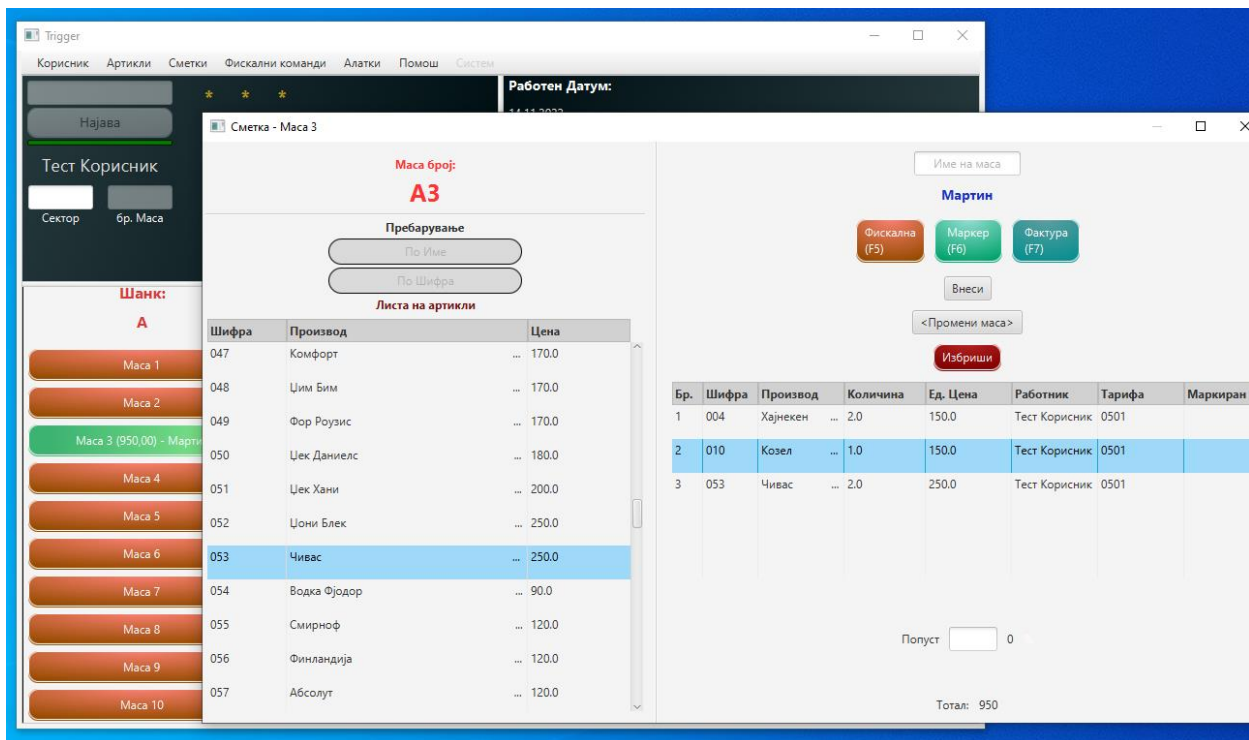 Trigger
Корисник Артикли Сметки Фискални команди Алатки Помош Систем
* * *
Работен Датум:
Најава
Тест Корисник
Сектор бр. Маса
Шанк:
А
Маса 1
Маса 2
Маса 3 (950,00) - Марти
Маса 4
Маса 5
Маса 6
Маса 7
Маса 8
Маса 9
Маса 10
Сметка - Маса 3
Маса број:
А3
Пребарување
По Име
По Шифра
Листа на артикли
Шифра Производ Цена
047 Комфорт ... 170.0
048 Џим Бим ... 170.0
049 Фор Роузис ... 170.0
050 Џек Даниелс ... 180.0
051 Џек Хани ... 200.0
052 Џони Блек ... 250.0
053 Чивас ... 250.0
054 Водка Фјодор ... 90.0
055 Смирноф ... 120.0
056 Финландија ... 120.0
057 Абсолут ... 120.0
Име на маса
Мартин
Фискална (F5)
Маркер (F6)
Фактура (F7)
Внеси
<Промени маса>
Избриши
Бр. Шифра Производ Количина Ед. Цена Работник Тарифа Маркиран
1 004 Хајнекен ... 2.0 150.0 Тест Корисник 0501
2 010 Козел ... 1.0 150.0 Тест Корисник 0501
3 053 Чивас ... 2.0 250.0 Тест Корисник 0501
Попуст 0
Тотал: 950